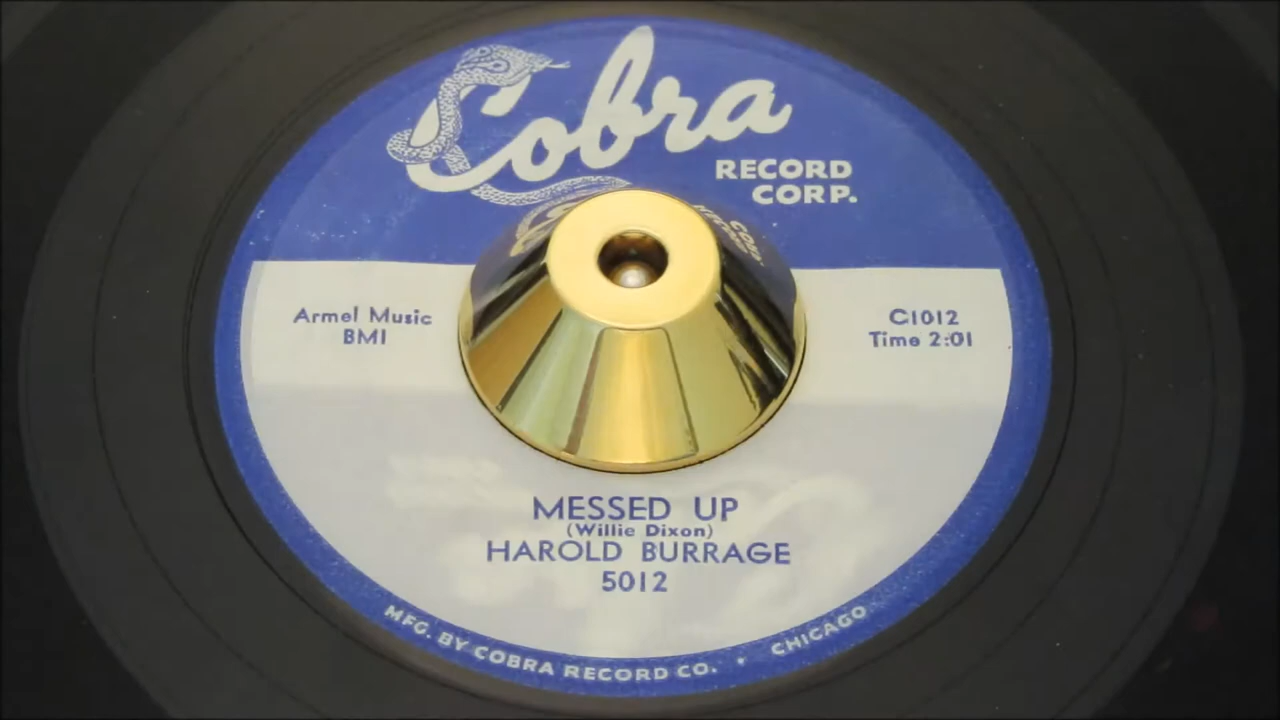 Cobra
RECORD
CORP.
Armel Music
BMI
C1012
Time 2:01
MESSED UP
(Willie Dixon)
HAROLD BURRAGE
5012
MFG. BY COBRA RECORD CO. • CHICAGO